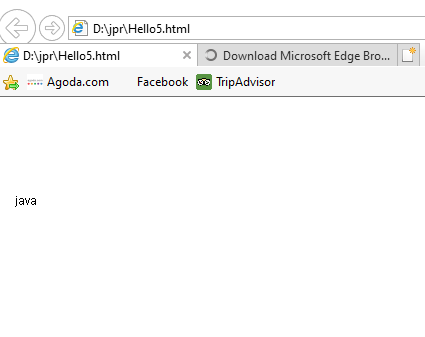 D:\jpr\Hello5.html
D:\jpr\Hello5.html Download Microsoft Edge Bro...
Agoda.com Facebook TripAdvisor
java